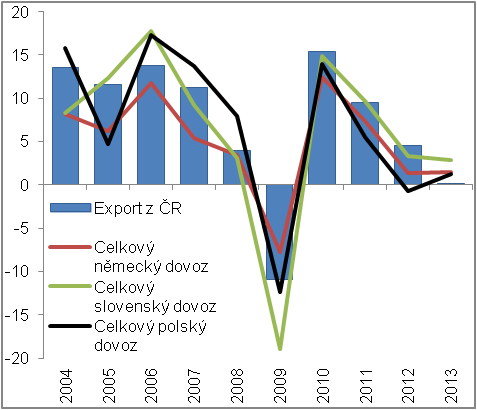 20
15
10
5
0
-5
-10
-15
-20
Export z ČR
Celkový
německý dovoz
Celkový
slovenský dovoz
Celkový polský
dovoz
2004
2005
2006
2007
2008
2009
2010
2011
2012
2013